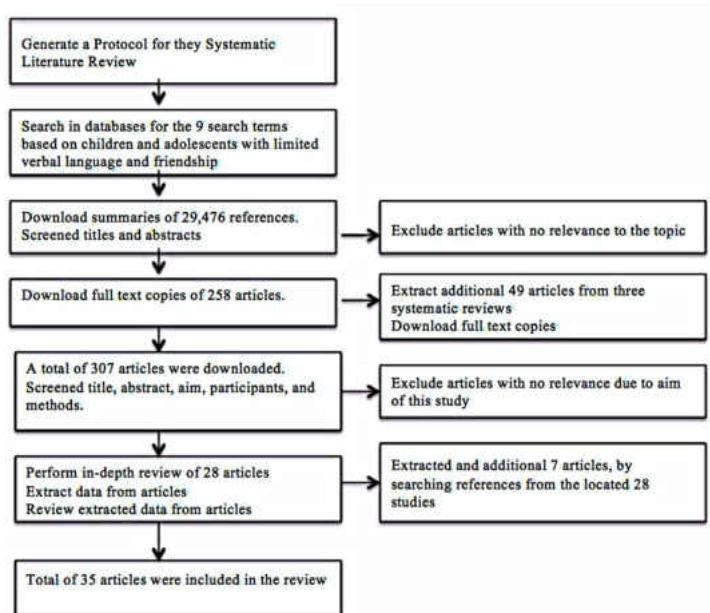 Generate a Protocol for they Systematic
Literature Review
Search in databases for the 9 search terms
based on children and adolescents with limited
verbal language and friendship
Download summaries of 29,476 references.
Screened titles and abstracts
Exclude articles with no relevance to the topic
Download full text copies of 258 articles.
Extract additional 49 articles from three
systematic reviews
Download full text copies
A total of 307 articles were downloaded.
Screened title, abstract, aim, participants, and
methods.
Exclude articles with no relevance due to aim
of this study
Perform in-depth review of 28 articles
Extract data from articles
Review extracted data from articles
Extracted and additional 7 articles, by
searching references from the located 28
studies
Total of 35 articles were included in the review